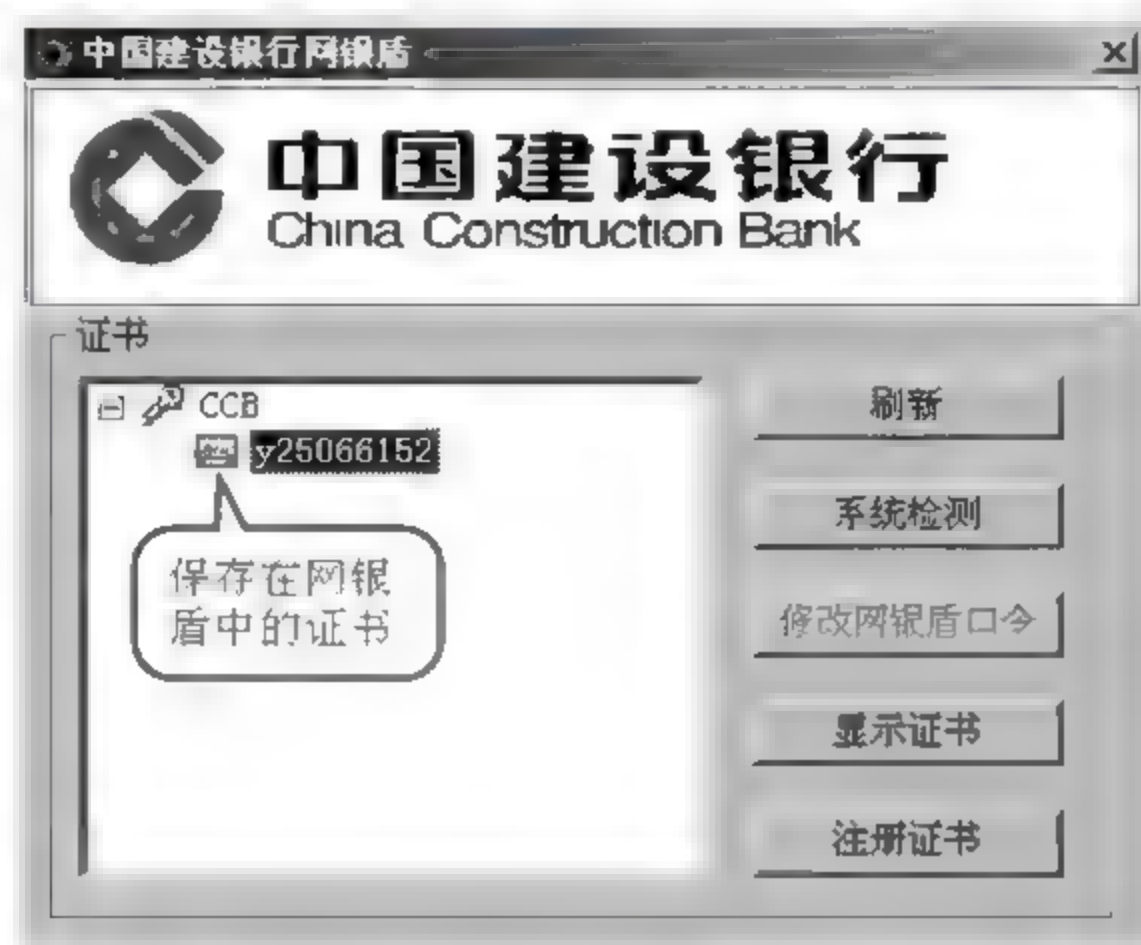 中国建设银行网银盾
中国建设银行
China Construction Bank
证书
CCB
y25066152
保存在网银
盾中的证书
刷新
系统检测
修改网银盾口令
显示证书
注册证书